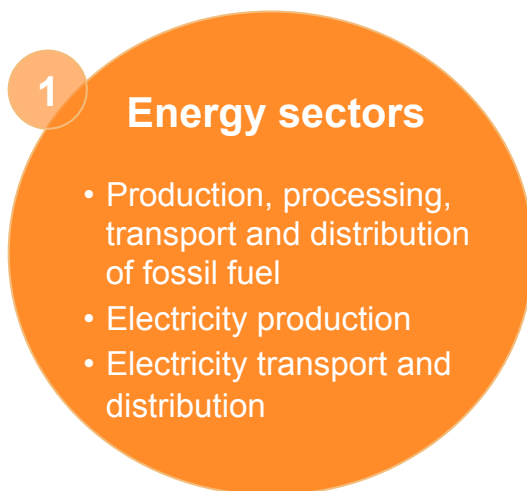 1
Energy sectors
• Production, processing,
transport and distribution
of fossil fuel
• Electricity production
• Electricity transport and
distribution